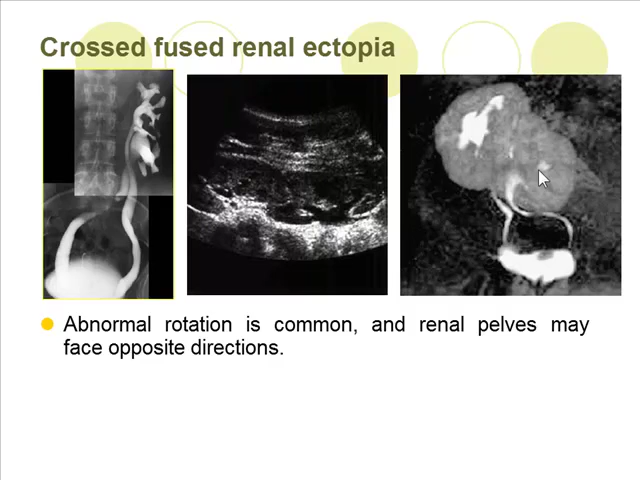 Crossed fused renal ectopia
Abnormal rotation is common, and renal pelves may
face opposite directions.